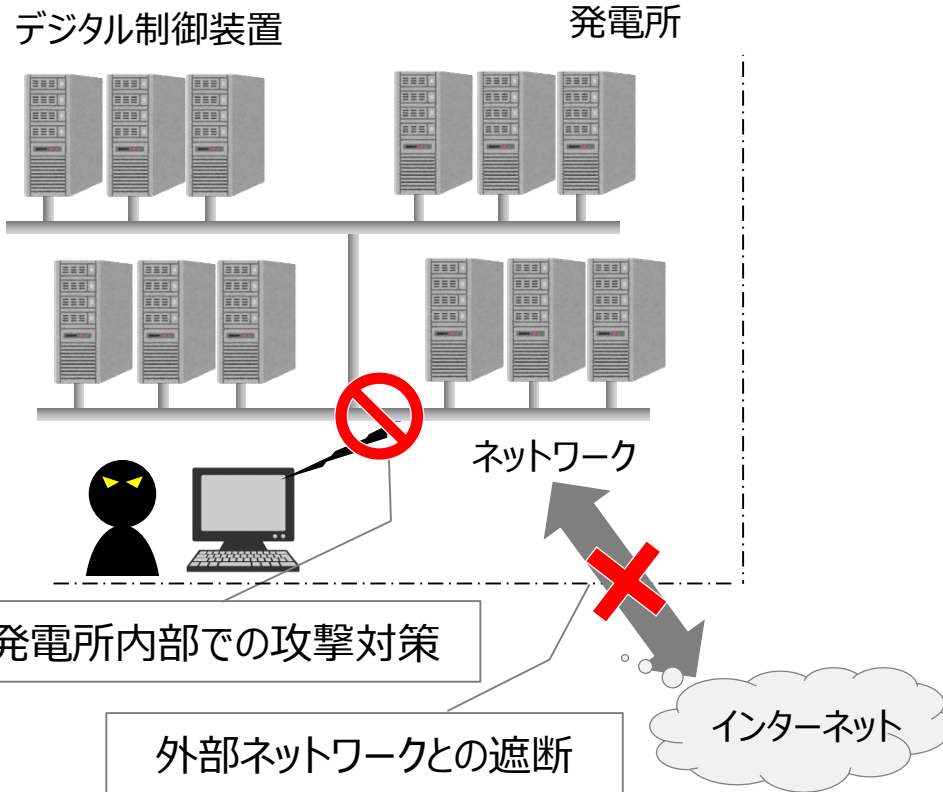 デジタル制御装置
発電所
ネットワーク
発電所内部での攻撃対策
インターネット
外部ネットワークとの遮断